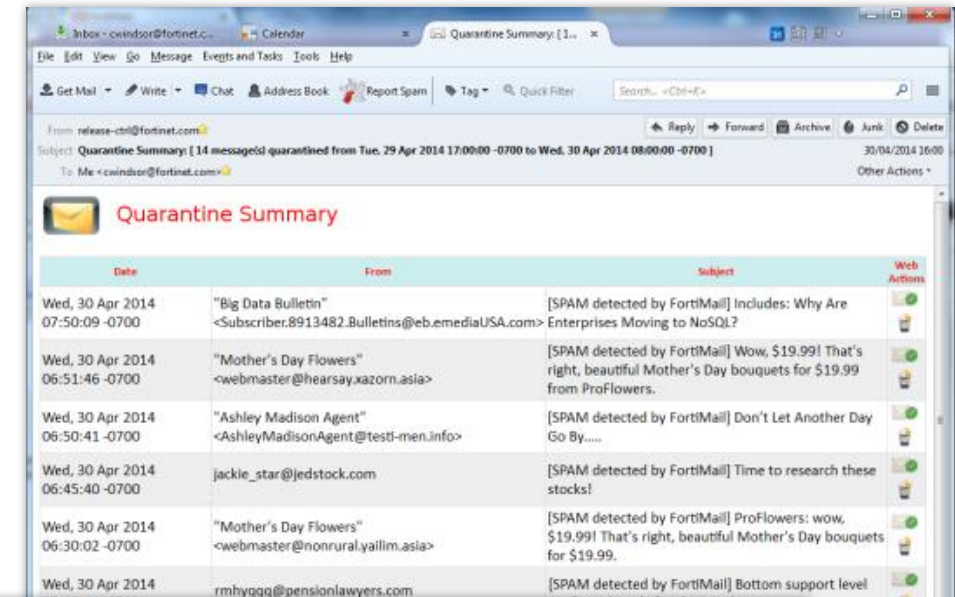 Inbox - cwindsor@fortinet.c... Calendar Quarantine Summary: [ 1...
File Edit View Go Message Events and Tasks Tools Help
Get Mail Write Chat Address Book Report Spam Tag Quick Filter Search... <Ctrl+K>
From release-ctrl@fortinet.com Reply Forward Archive Junk Delete
Subject Quarantine Summary: [ 14 message(s) quarantined from Tue, 29 Apr 2014 17:00:00 -0700 to Wed, 30 Apr 2014 08:00:00 -0700 ] 30/04/2014 16:00
To Me <cwindsor@fortinet.com> Other Actions
Quarantine Summary
Date From Subject Web Actions
Wed, 30 Apr 2014
07:50:09 -0700
"Big Data Bulletin"
<Subscriber.8913482.Bulletins@eb.emediaUSA.com>
[SPAM detected by FortiMail] Includes: Why Are
Enterprises Moving to NoSQL?
Wed, 30 Apr 2014
06:51:46 -0700
"Mother's Day Flowers"
<webmaster@hearsay.xazorn.asia>
[SPAM detected by FortiMail] Wow, $19.99! That's
right, beautiful Mother's Day bouquets for $19.99
from ProFlowers.
Wed, 30 Apr 2014
06:50:41 -0700
"Ashley Madison Agent"
<AshleyMadisonAgent@testi-men.info>
[SPAM detected by FortiMail] Don't Let Another Day
Go By.....
Wed, 30 Apr 2014
06:45:40 -0700
jackie_star@jedstock.com
[SPAM detected by FortiMail] Time to research these
stocks!
Wed, 30 Apr 2014
06:30:02 -0700
"Mother's Day Flowers"
<webmaster@nonrural.yailim.asia>
[SPAM detected by FortiMail] ProFlowers: wow,
$19.99! That's right, beautiful Mother's Day bouquets
for $19.99.
Wed, 30 Apr 2014
rmhyqgg@pensionlawyers.com
[SPAM detected by FortiMail] Bottom support level